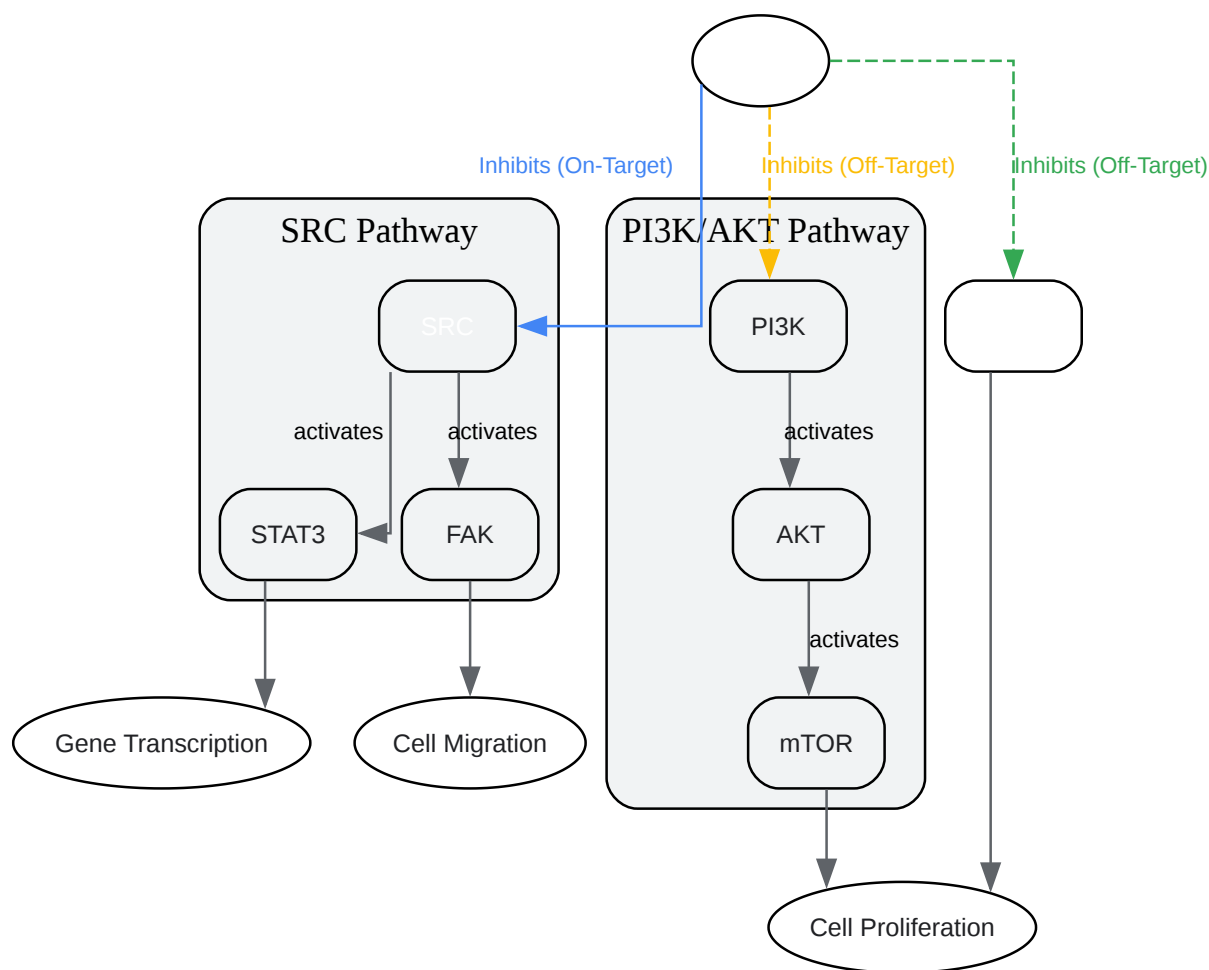 Inhibits (On-Target)
Inhibits (Off-Target)
Inhibits (Off-Target)
SRC Pathway
PI3K/AKT Pathway
SRC
PI3K
activates
activates
activates
STAT3
FAK
AKT
activates
Gene Transcription
Cell Migration
mTOR
Cell Proliferation